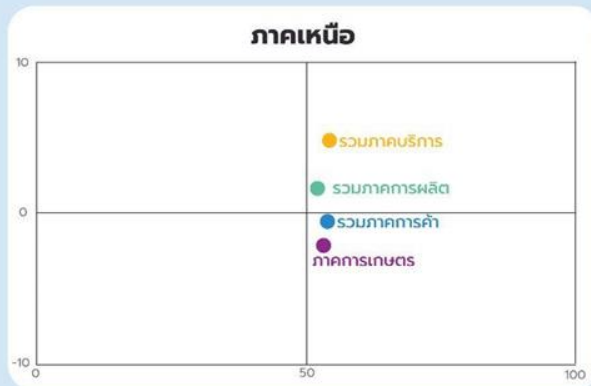 ภาคเหนือ
10
รวมภาคบริการ
รวมภาคการผลิต
0
รวมภาคการค้า
ภาคการเกษตร
-10
0
50
100